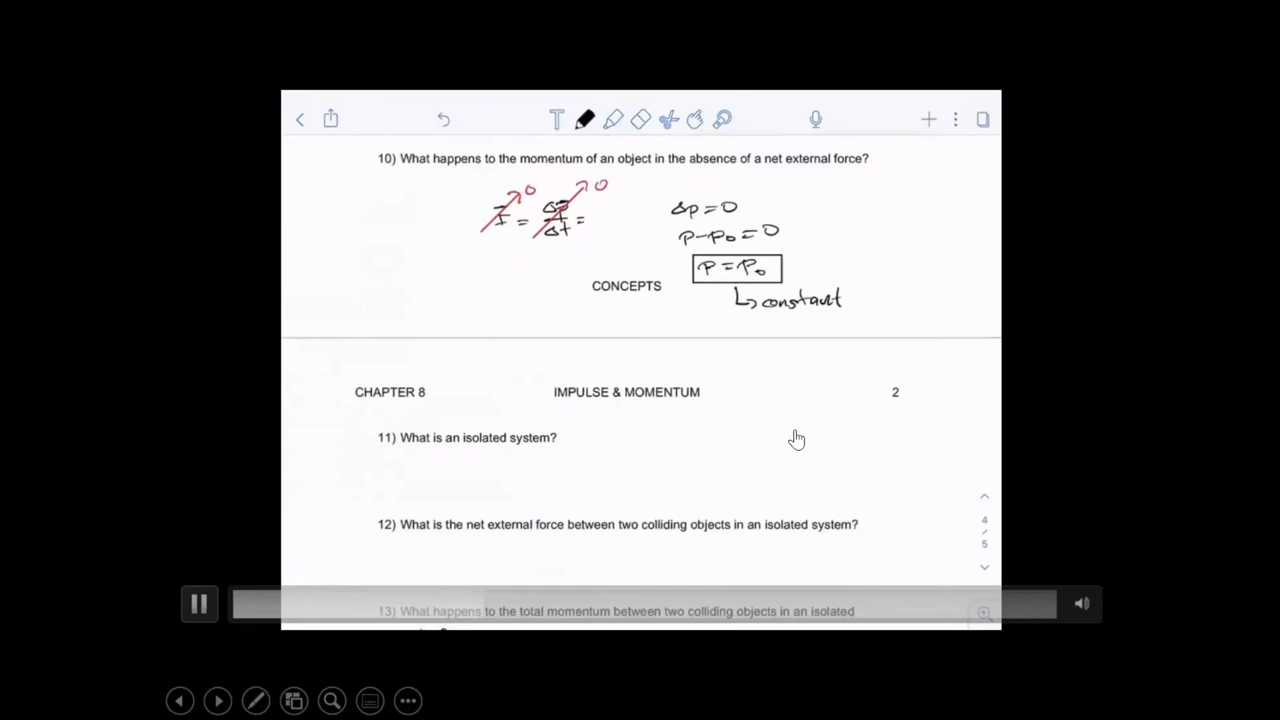 10) What happens to the momentum of an object in the absence of a net external force?
0 0
= Δp/Δt =
Δp = 0
p - p₀ = 0
p = p₀
↳ constant
CONCEPTS
CHAPTER 8 IMPULSE & MOMENTUM 2
11) What is an isolated system?
12) What is the net external force between two colliding objects in an isolated system?
4
/
5
13) What happens to the total momentum between two colliding objects in an isolated